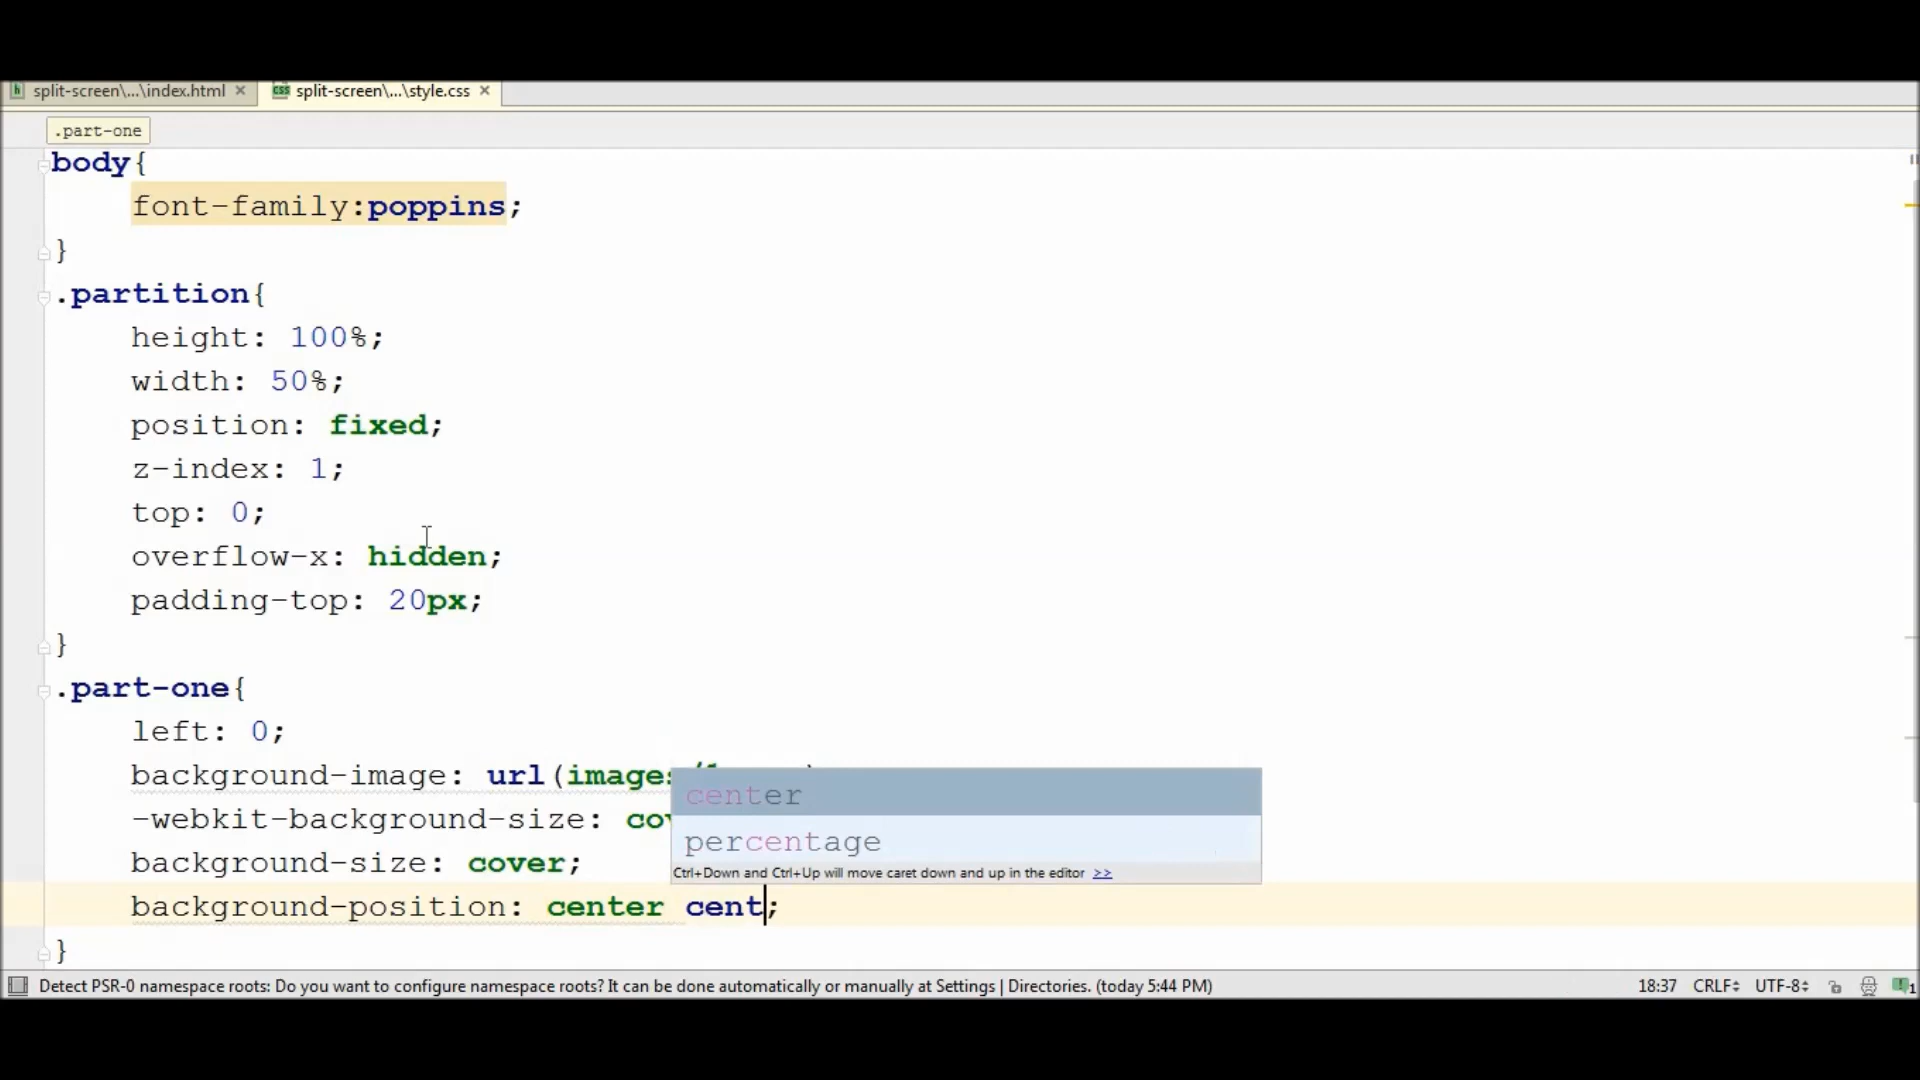 split-screen\...\index.html
split-screen\...\style.css
.part-one
body{
font-family:poppins;
}
.partition{
height: 100%;
width: 50%;
position: fixed;
z-index: 1;
top: 0;
overflow-x: hidden;
padding-top: 20px;
}
.part-one{
left: 0;
background-image: url(images
-webkit-background-size: co
background-size: cover;
background-position: center cent;
}
center
percentage
Ctrl+Down and Ctrl+Up will move caret down and up in the editor >>
Detect PSR-0 namespace roots: Do you want to configure namespace roots? It can be done automatically or manually at Settings | Directories. (today 5:44 PM)
18:37 CRLF UTF-8 1